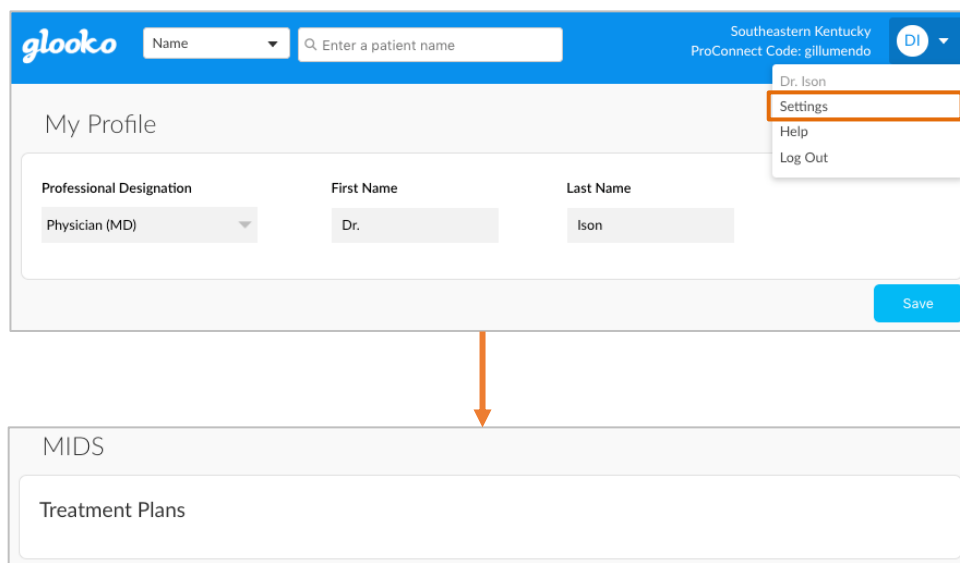 glooko
Name
Enter a patient name
Southeastern Kentucky
ProConnect Code: gillumendo
DI
Dr. Ison
Settings
Help
Log Out
My Profile
Professional Designation
First Name
Last Name
Physician (MD)
Dr.
Ison
Save
MIDS
Treatment Plans